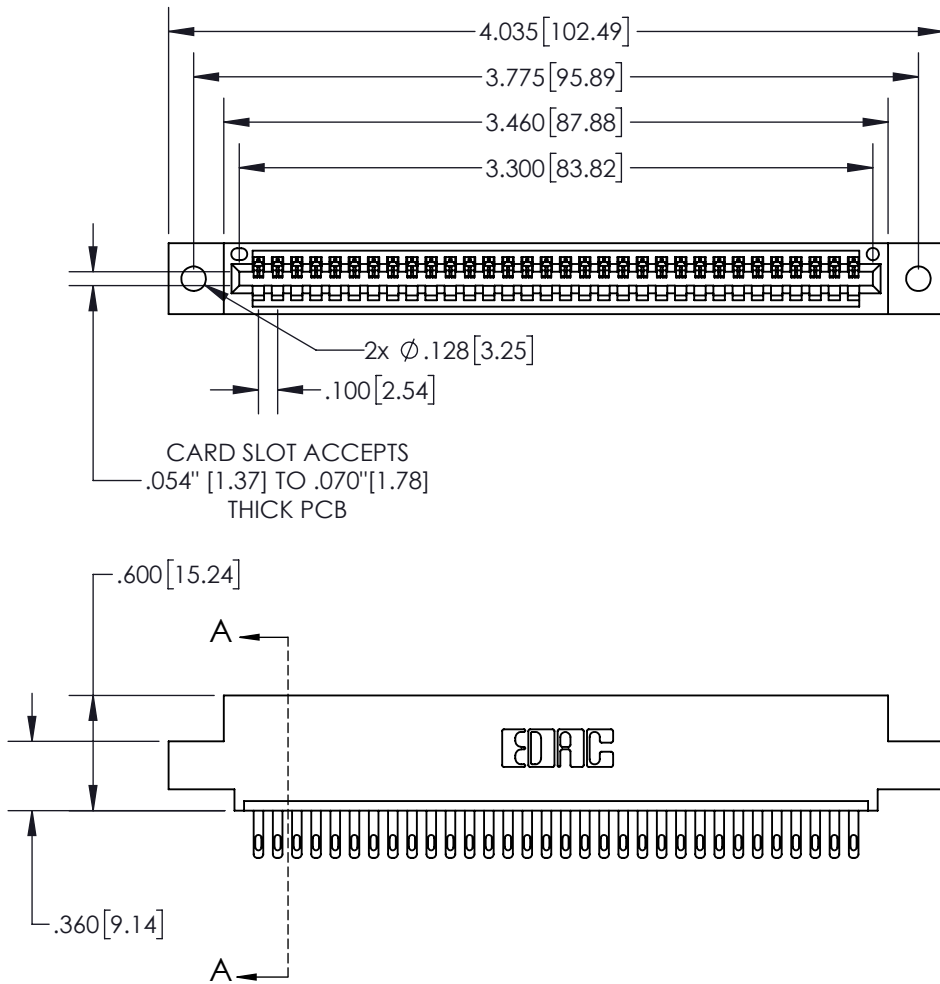 4.035[102.49]
3.775[95.89]
3.460[87.88]
3.300[83.82]
2x Ø.128[3.25]
.100[2.54]
CARD SLOT ACCEPTS
.054" [1.37] TO .070"[1.78]
THICK PCB
.600[15.24]
A
EDAC
.360[9.14]
A